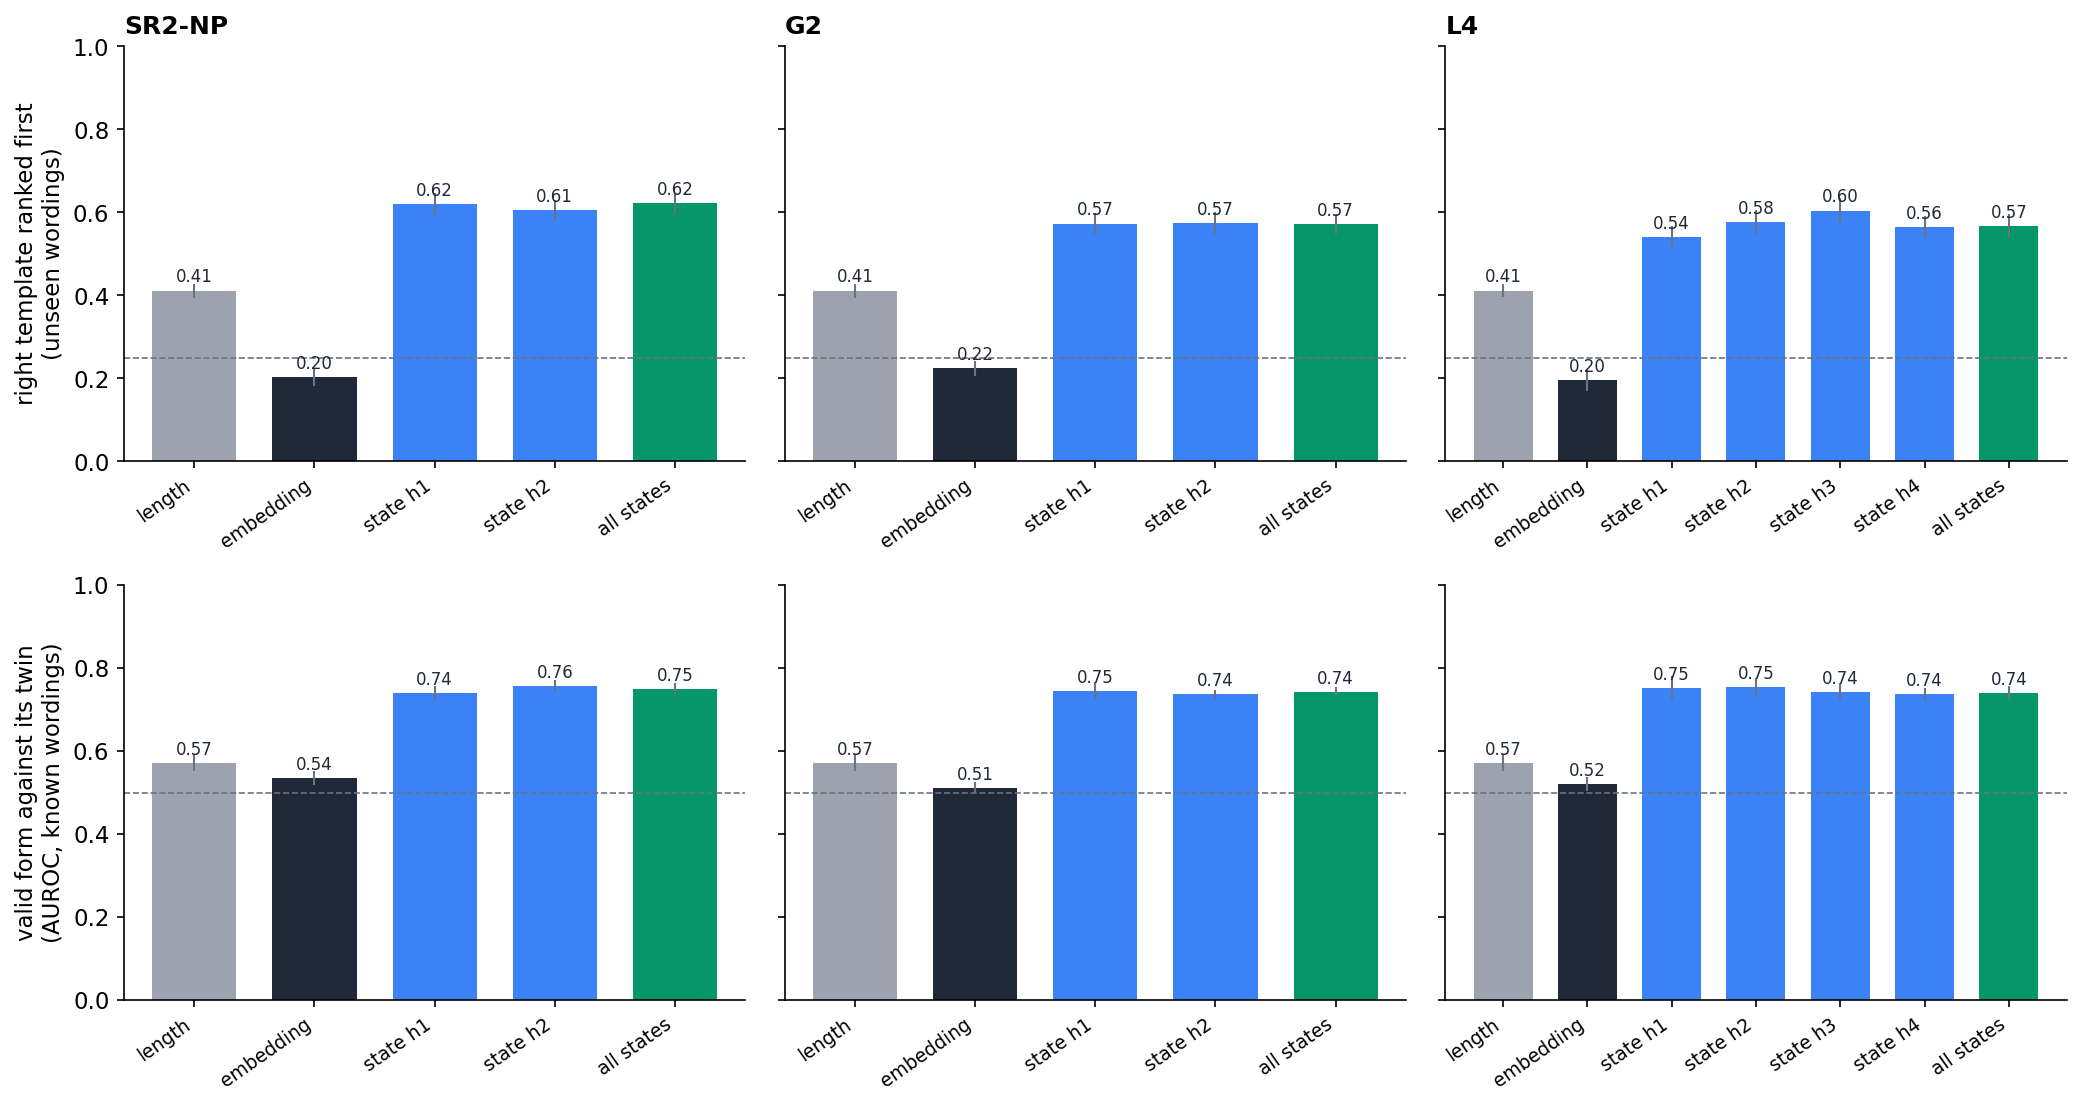 SR2-NP
G2
L4
right template ranked first
(unseen wordings)
1.0
0.8
0.6
0.4
0.2
0.0
0.41
0.20
0.62
0.61
0.62
length
embedding
state h1
state h2
all states
0.41
0.22
0.57
0.57
0.57
length
embedding
state h1
state h2
all states
0.41
0.20
0.54
0.58
0.60
0.56
0.57
length
embedding
state h1
state h2
state h3
state h4
all states
valid form against its twin
(AUROC, known wordings)
1.0
0.8
0.6
0.4
0.2
0.0
0.57
0.54
0.74
0.76
0.75
length
embedding
state h1
state h2
all states
0.57
0.51
0.75
0.74
0.74
length
embedding
state h1
state h2
all states
0.57
0.52
0.75
0.75
0.74
0.74
0.74
length
embedding
state h1
state h2
state h3
state h4
all states